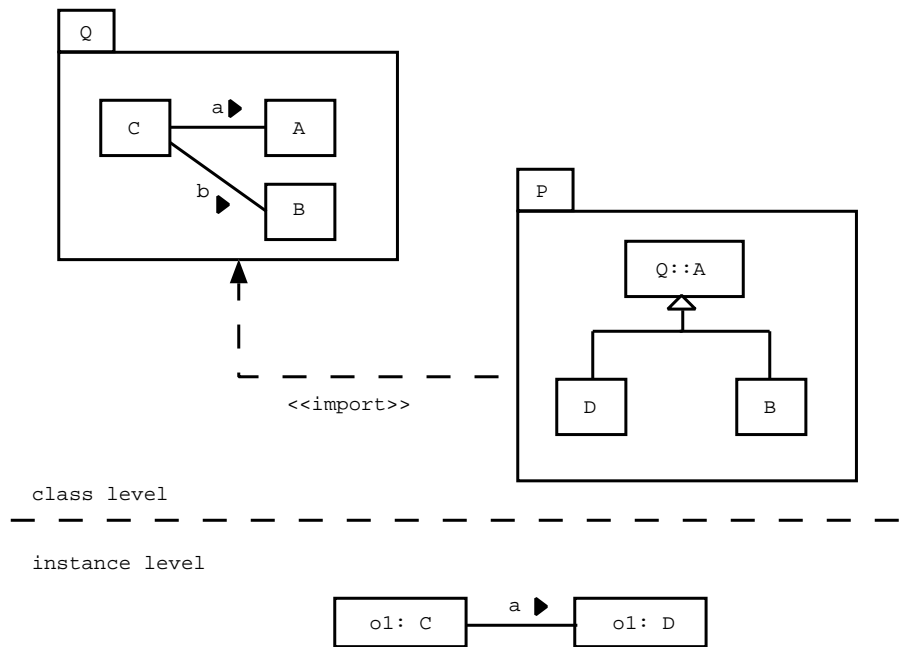 Q
a
C
A
b
B
P
Q::A
D
B
<<import>>
class level
instance level
a
o1: C
o1: D